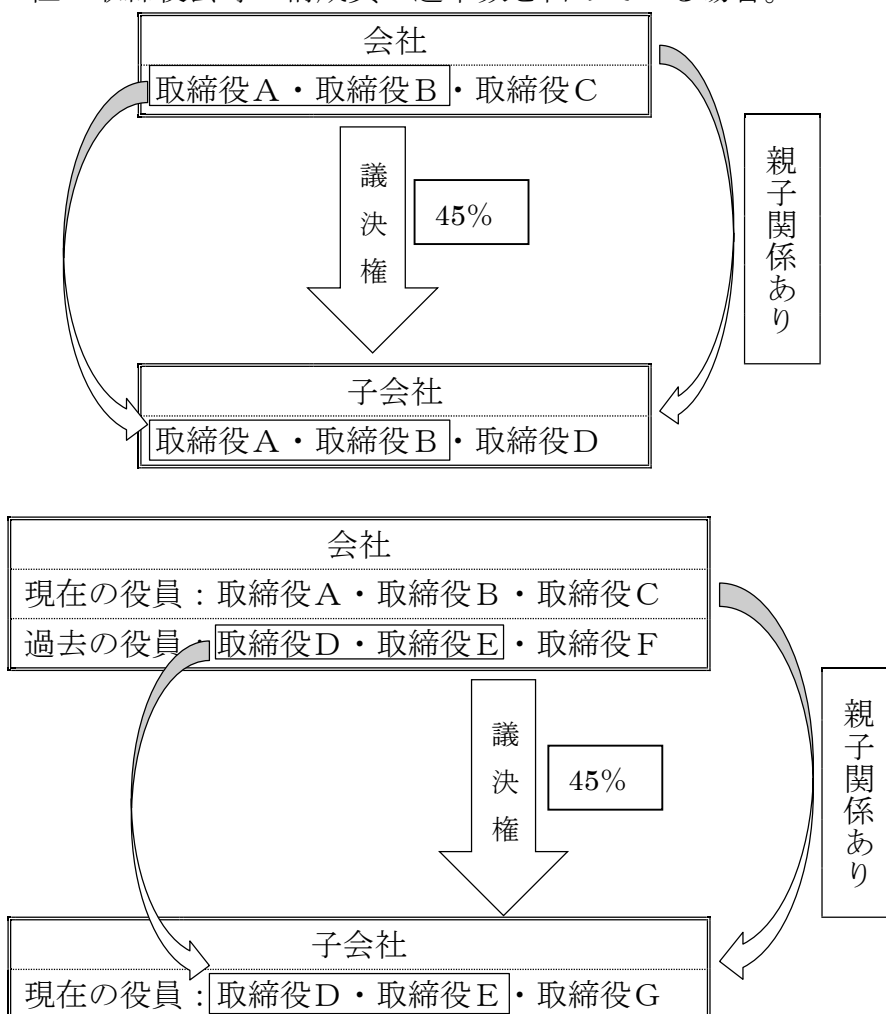 会社
取締役A・取締役B・取締役C
議決権
45%
親子関係あり
子会社
取締役A・取締役B・取締役D
会社
現在の役員：取締役A・取締役B・取締役C
過去の役員：取締役D・取締役E・取締役F
議決権
45%
親子関係あり
子会社
現在の役員：取締役D・取締役E・取締役G